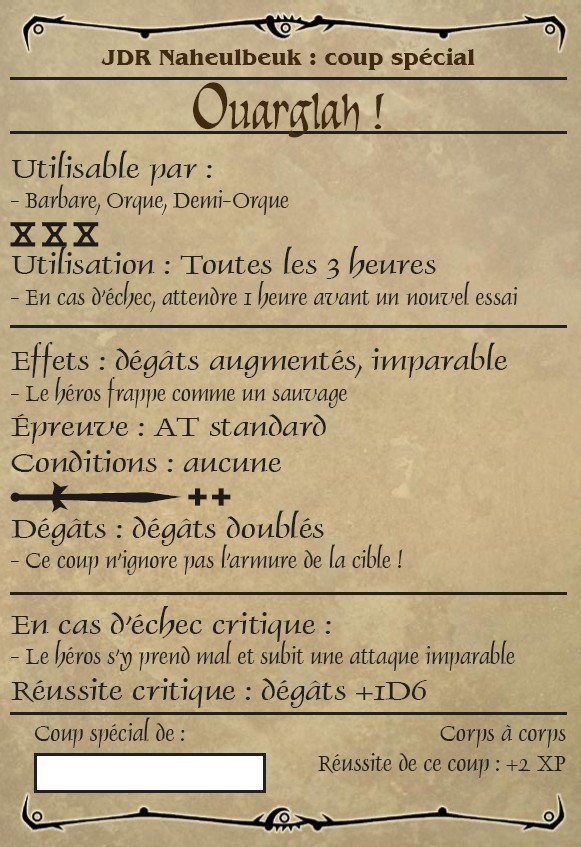 JDR Naheulbeuk : coup spécial
Ouarglah !
Utilisable par :
- Barbare, Orque, Demi-Orque
Utilisation : Toutes les 3 heures
- En cas d'échec, attendre 1 heure avant un nouvel essai
Effets : dégâts augmentés, imparable
- Le héros frappe comme un sauvage
Épreuve : AT standard
Conditions : aucune
++
Dégâts : dégâts doublés
- Ce coup n'ignore pas l'armure de la cible !
En cas d'échec critique :
- Le héros s'y prend mal et subit une attaque imparable
Réussite critique : dégâts +1D6
Coup spécial de :
Corps à corps
Réussite de ce coup : +2 XP